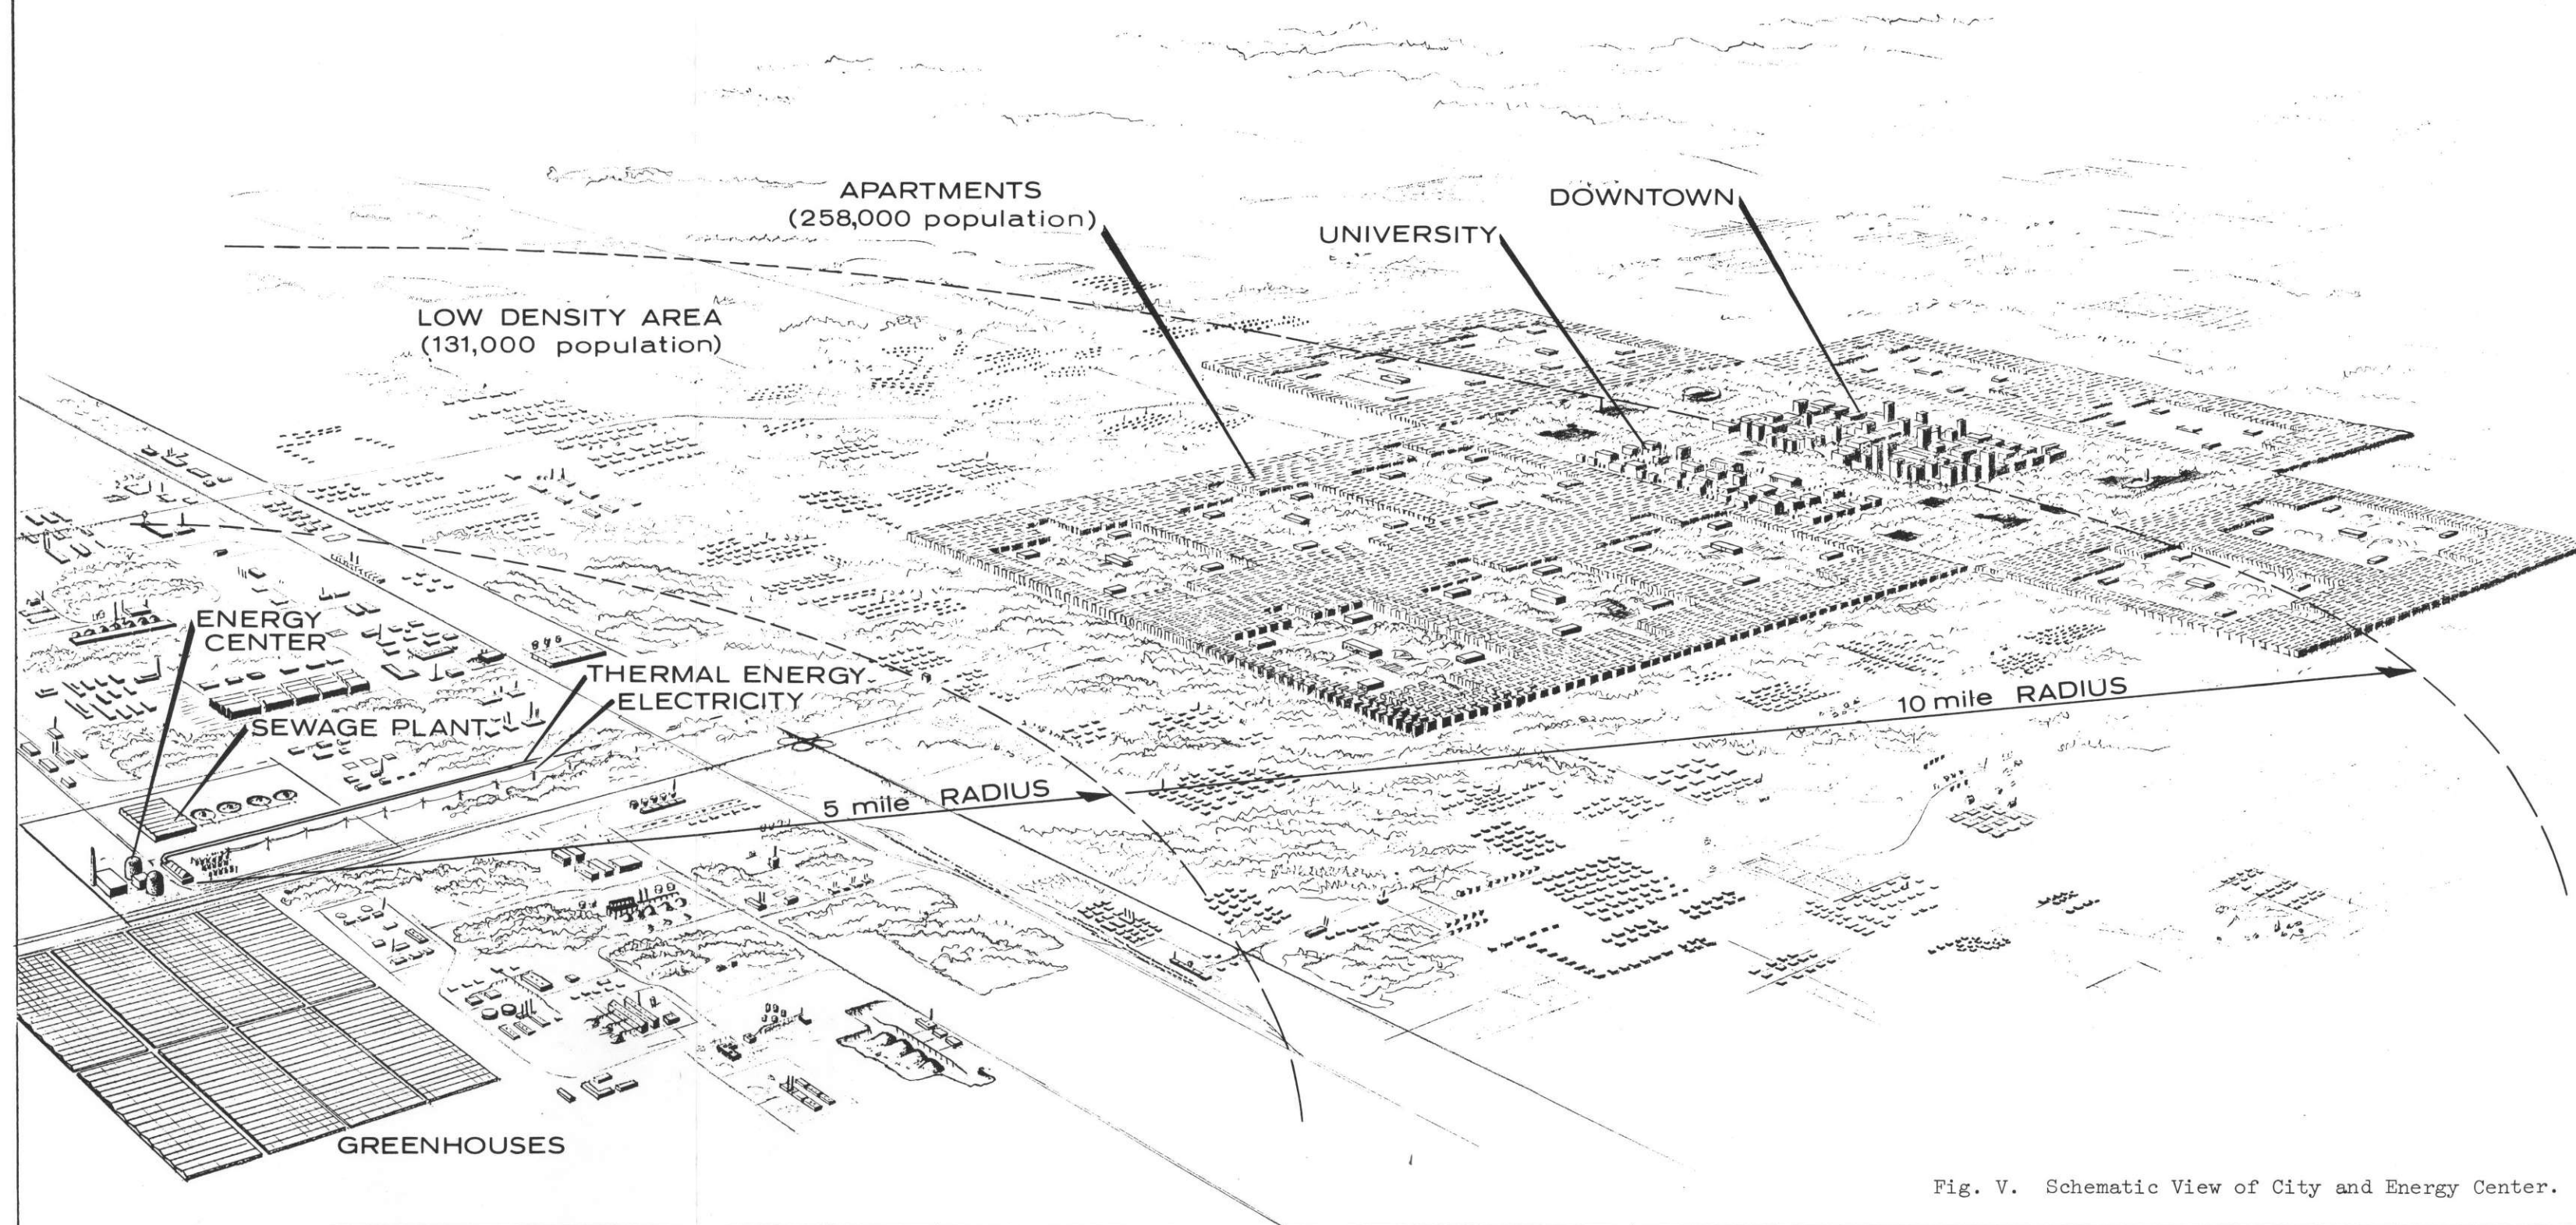 APARTMENTS
(258,000 population)
UNIVERSITY
DOWNTOWN
LOW DENSITY AREA
(131,000 population)
ENERGY
CENTER
THERMAL ENERGY
ELECTRICITY
SEWAGE PLANT
10 mile RADIUS
5 mile RADIUS
GREENHOUSES
Fig. V. Schematic View of City and Energy Center.